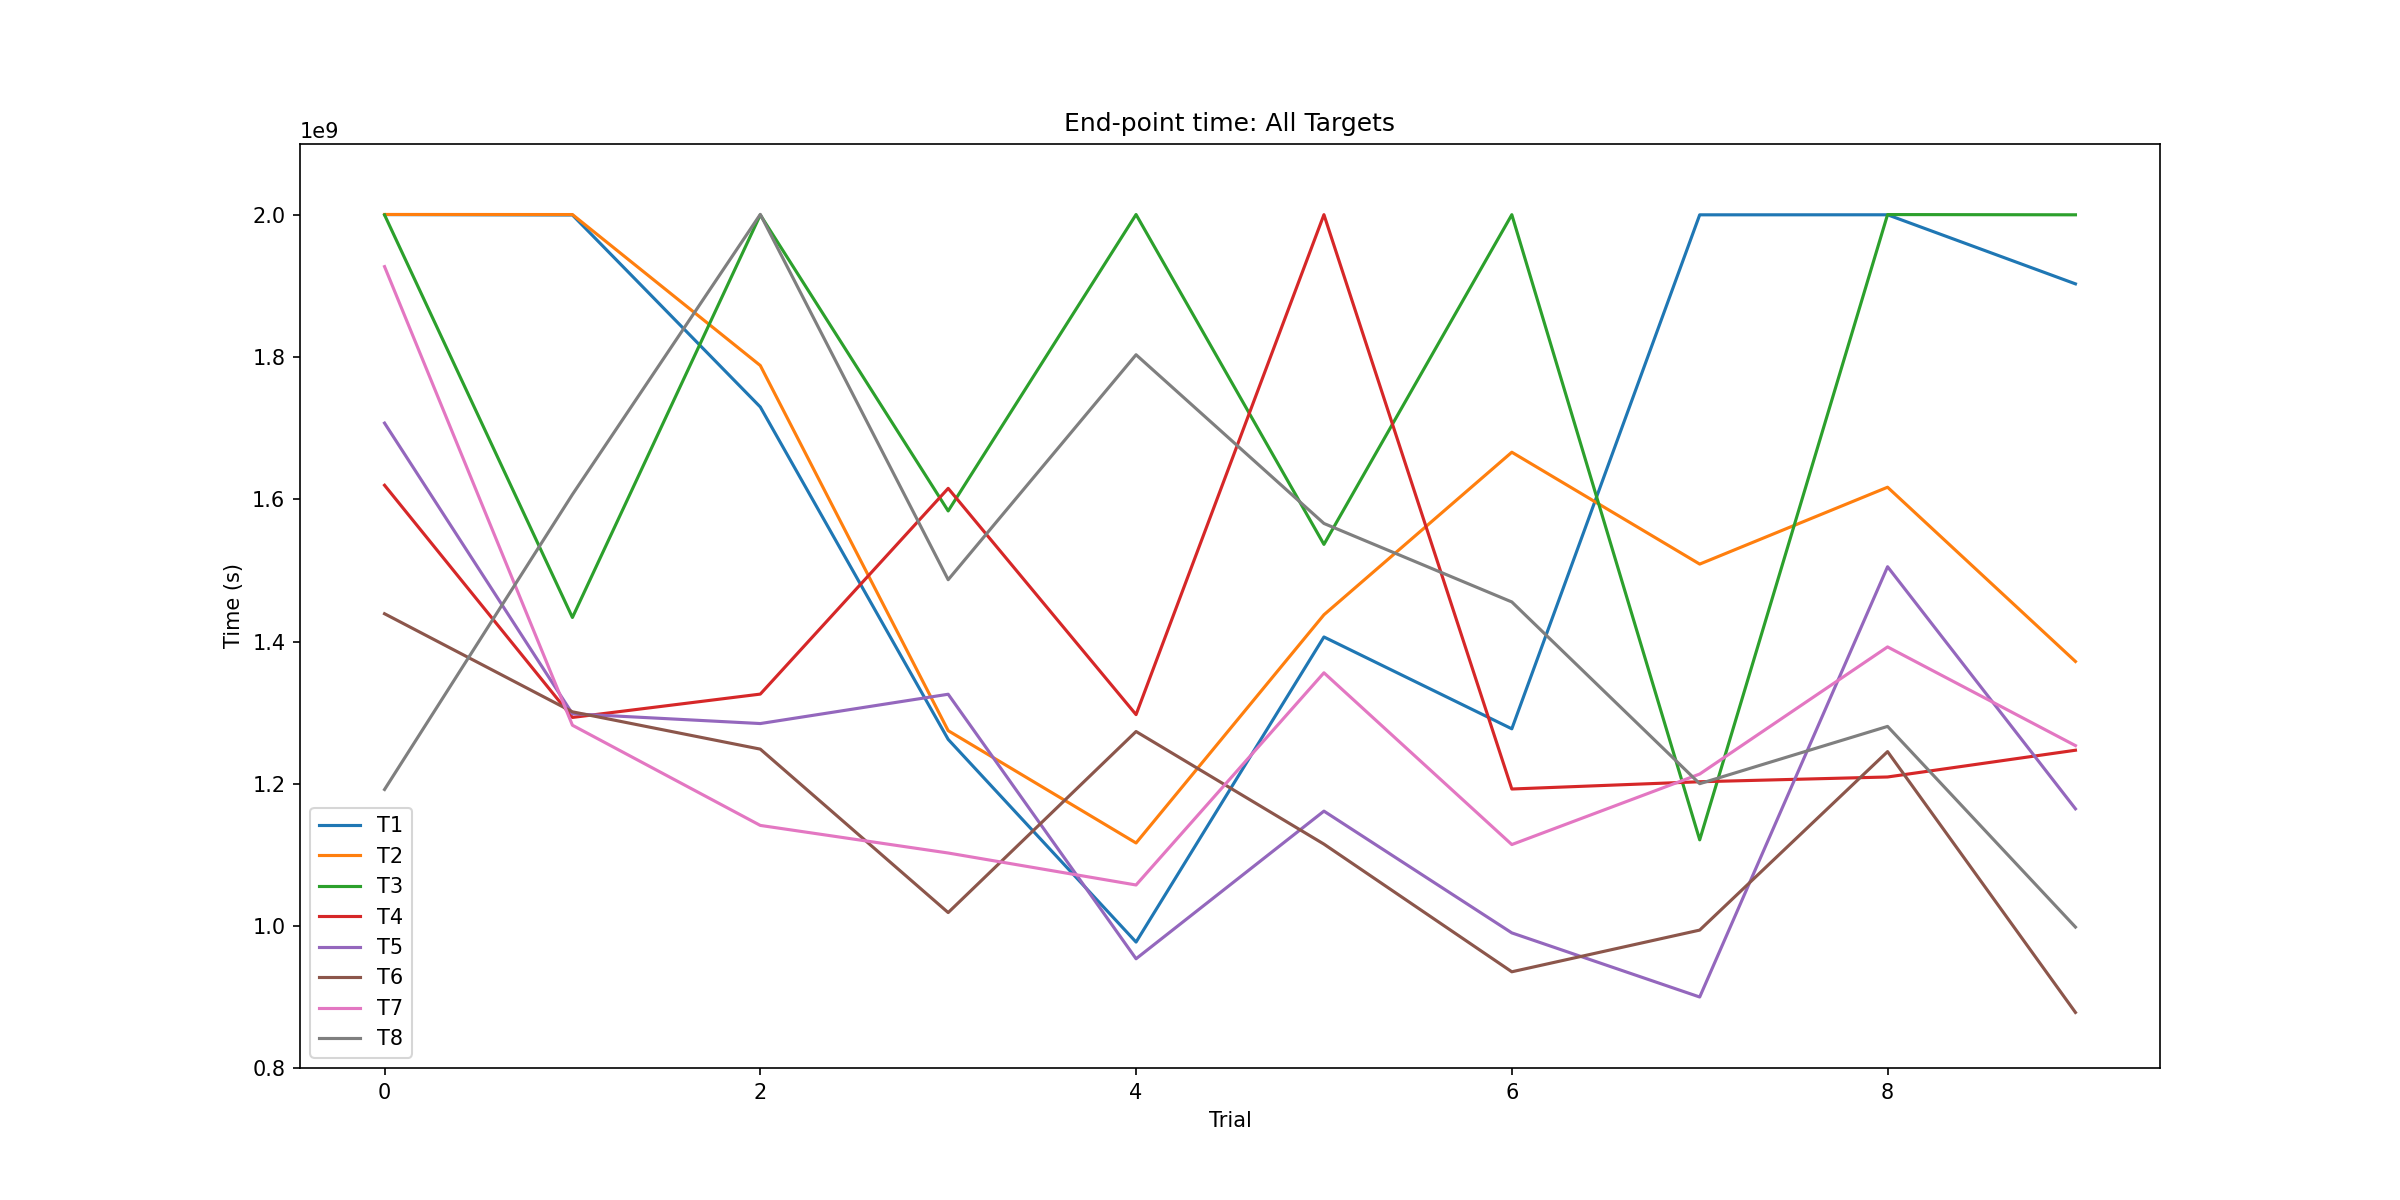 End-point time: All Targets
1e9
2.0
1.8
1.6
1.4
1.2
1.0
0.8
Time (s)
T1
T2
T3
T4
T5
T6
T7
T8
0 2 4 6 8
Trial